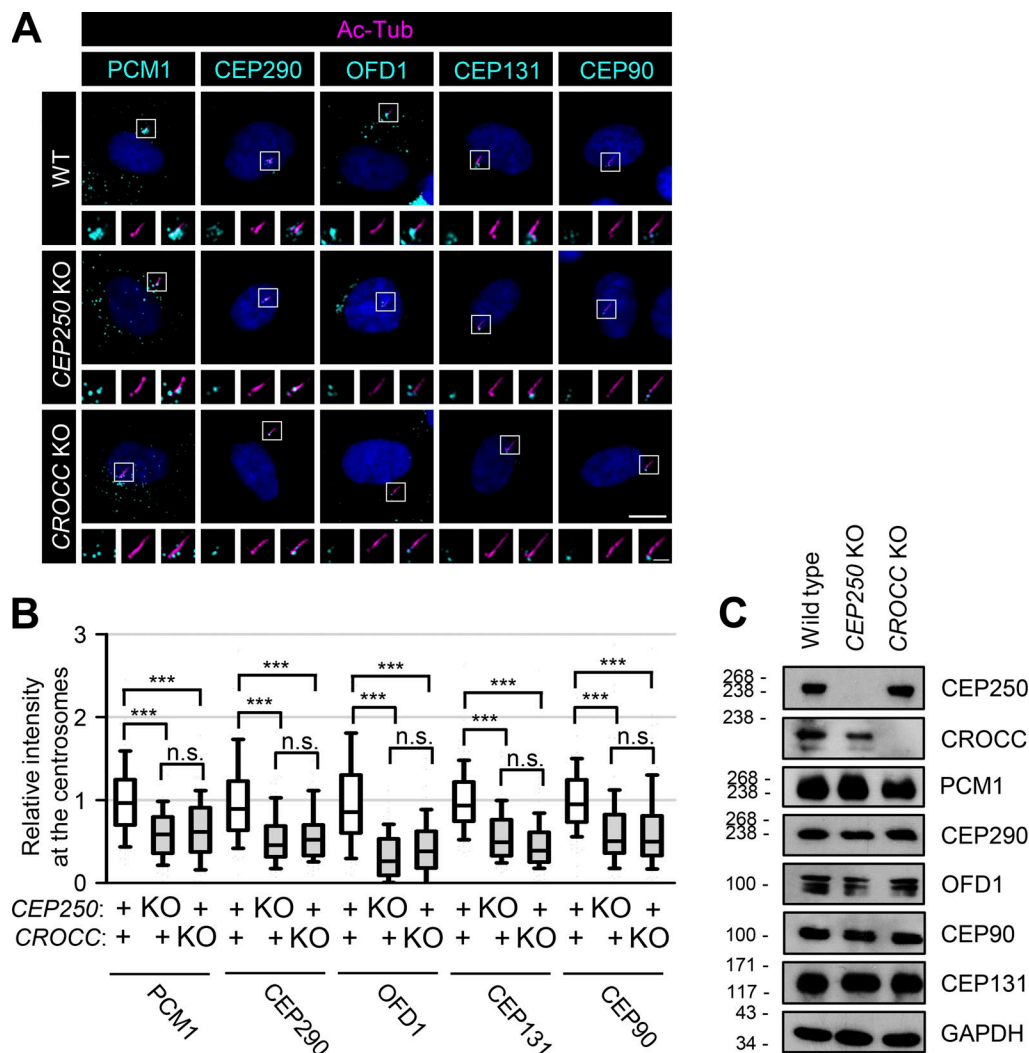 A
Ac-Tub
PCM1 CEP290 OFD1 CEP131 CEP90
WT
CEP250 KO
CROCC KO
B
Relative intensity
at the centrosomes
3
2
1
0
*** *** *** *** ***
*** *** *** *** ***
n.s. n.s. n.s. n.s. n.s.
CEP250: + KO + + KO + + KO + + KO + + KO +
CROCC: + + KO + + KO + + KO + + KO + + KO
PCM1 CEP290 OFD1 CEP131 CEP90
C
Wild type
CEP250 KO
CROCC KO
268 -
238 -
CEP250
238 -
CROCC
268 -
238 -
PCM1
268 -
238 -
CEP290
100 -
OFD1
100 -
CEP90
171 -
117 -
CEP131
43 -
34 -
GAPDH